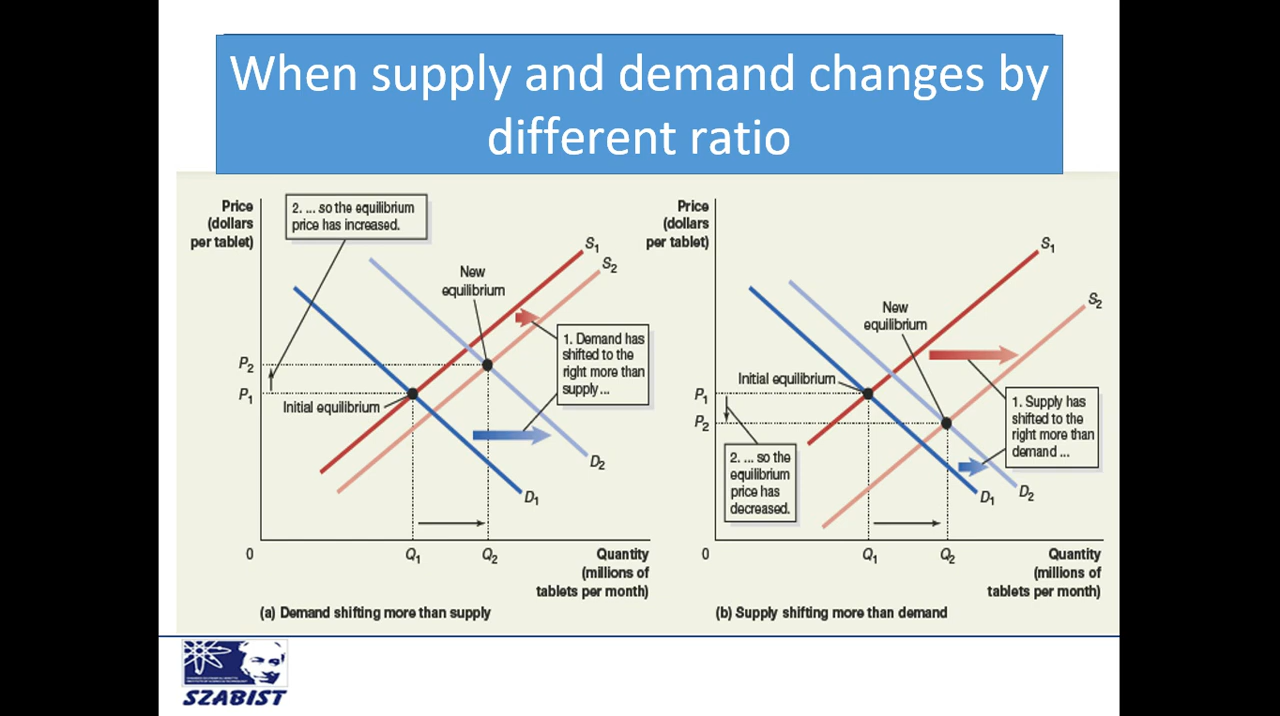 When supply and demand changes by
different ratio
Price
(dollars
per tablet)
2. ... so the equilibrium
price has increased.
New
equilibrium
S1
S2
1. Demand has
shifted to the
right more than
supply ...
P2
P1
Initial equilibrium
D2
D1
0
Q1
Q2
Quantity
(millions of
tablets per month)
(a) Demand shifting more than supply
Price
(dollars
per tablet)
S1
S2
New
equilibrium
Initial equilibrium
P1
P2
1. Supply has
shifted to the
right more than
demand ...
2. ... so the
equilibrium
price has
decreased.
D1
D2
0
Q1
Q2
Quantity
(millions of
tablets per month)
(b) Supply shifting more than demand
SZABIST